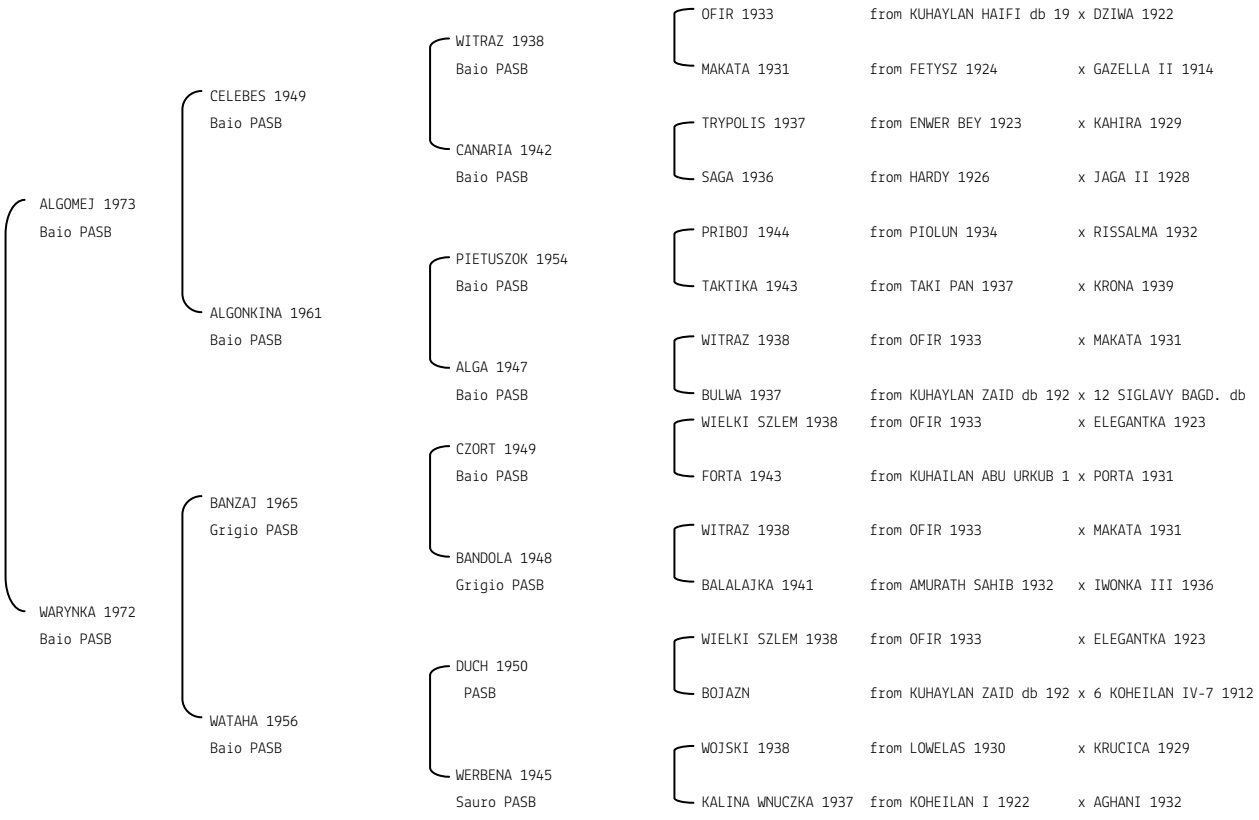 OFIR 1933 from KUHAYLAN HAIFI db 19 x DZIWA 1922
WITRAZ 1938
Baio PASB MAKATA 1931 from FETYSZ 1924 x GAZELLA II 1914
CELEBES 1949
Baio PASB TRYPOLIS 1937 from ENWER BEY 1923 x KAHIRA 1929
CANARIA 1942
Baio PASB SAGA 1936 from HARDY 1926 x JAGA II 1928
ALGOMEJ 1973
Baio PASB PRIBOJ 1944 from PIOLUN 1934 x RISSALMA 1932
PIETUSZOK 1954
Baio PASB TAKTIKA 1943 from TAKI PAN 1937 x KRONA 1939
ALGONKINA 1961
Baio PASB WITRAZ 1938 from OFIR 1933 x MAKATA 1931
ALGA 1947
Baio PASB BULWA 1937 from KUHAYLAN ZAID db 192 x 12 SIGLAVY BAGD. db
WIELKI SZLEM 1938 from OFIR 1933 x ELEGANTKA 1923
CZORT 1949
Baio PASB FORTA 1943 from KUHAILAN ABU URKUB 1 x PORTA 1931
BANZAJ 1965
Grigio PASB WITRAZ 1938 from OFIR 1933 x MAKATA 1931
BANDOLA 1948
Grigio PASB BALALAJKA 1941 from AMURATH SAHIB 1932 x IWONKA III 1936
WARYNKA 1972
Baio PASB WIELKI SZLEM 1938 from OFIR 1933 x ELEGANTKA 1923
DUCH 1950
PASB BOJAZN from KUHAYLAN ZAID db 192 x 6 KOHEILAN IV-7 1912
WATAHA 1956
Baio PASB WOJSKI 1938 from LOWELAS 1930 x KRUCICA 1929
WERBENA 1945
Sauro PASB KALINA WNUCZKA 1937 from KOHEILAN I 1922 x AGHANI 1932